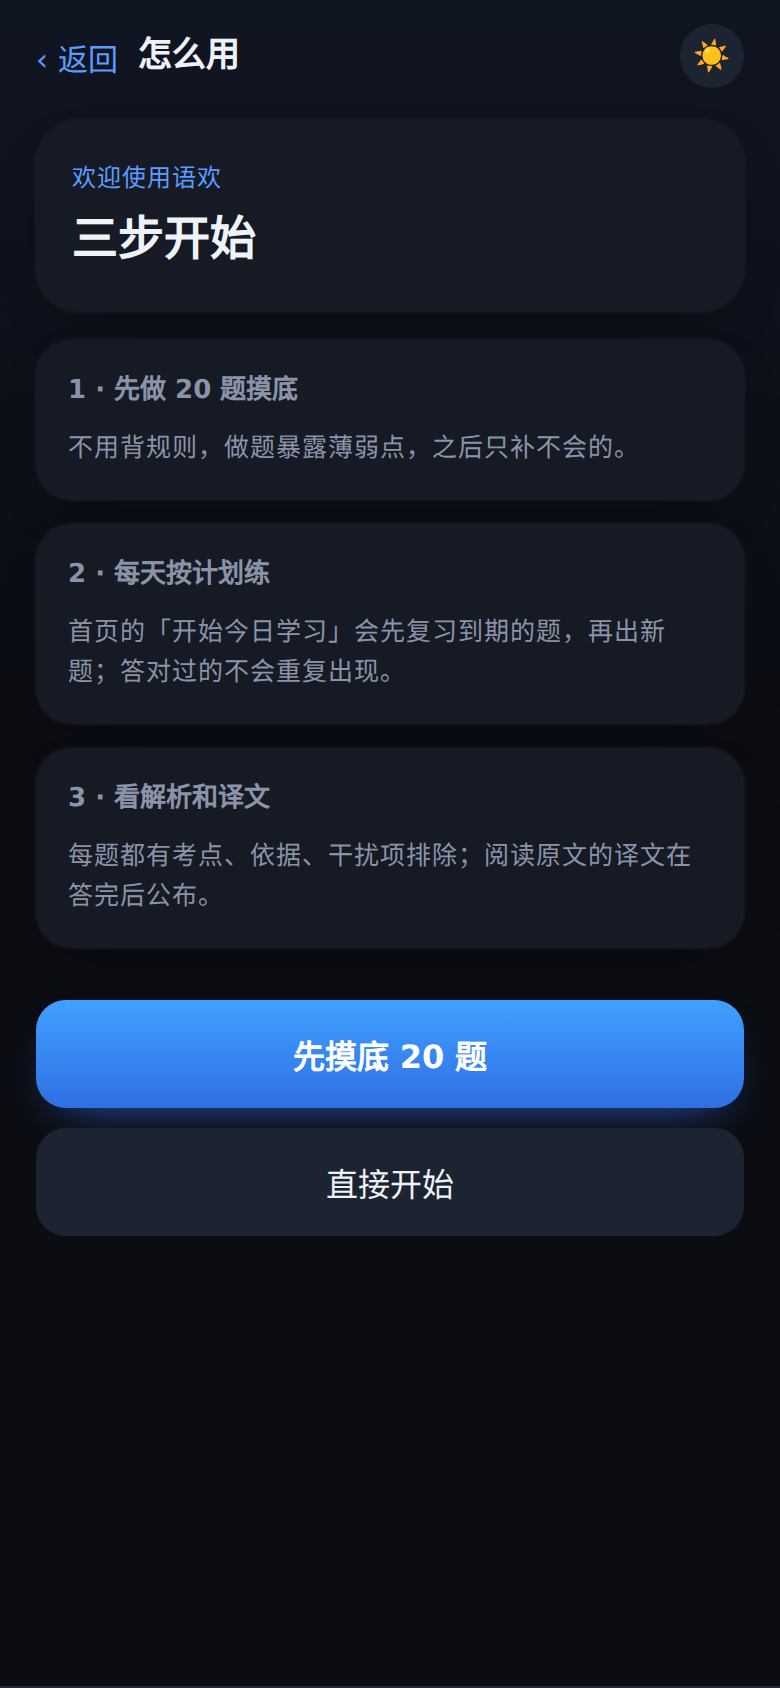 ‹ 返回 怎么用
欢迎使用语欢
三步开始
1 · 先做 20 题摸底
不用背规则，做题暴露薄弱点，之后只补不会的。
2 · 每天按计划练
首页的「开始今日学习」会先复习到期的题，再出新
题；答对过的不会重复出现。
3 · 看解析和译文
每题都有考点、依据、干扰项排除；阅读原文的译文在
答完后公布。
先摸底 20 题
直接开始